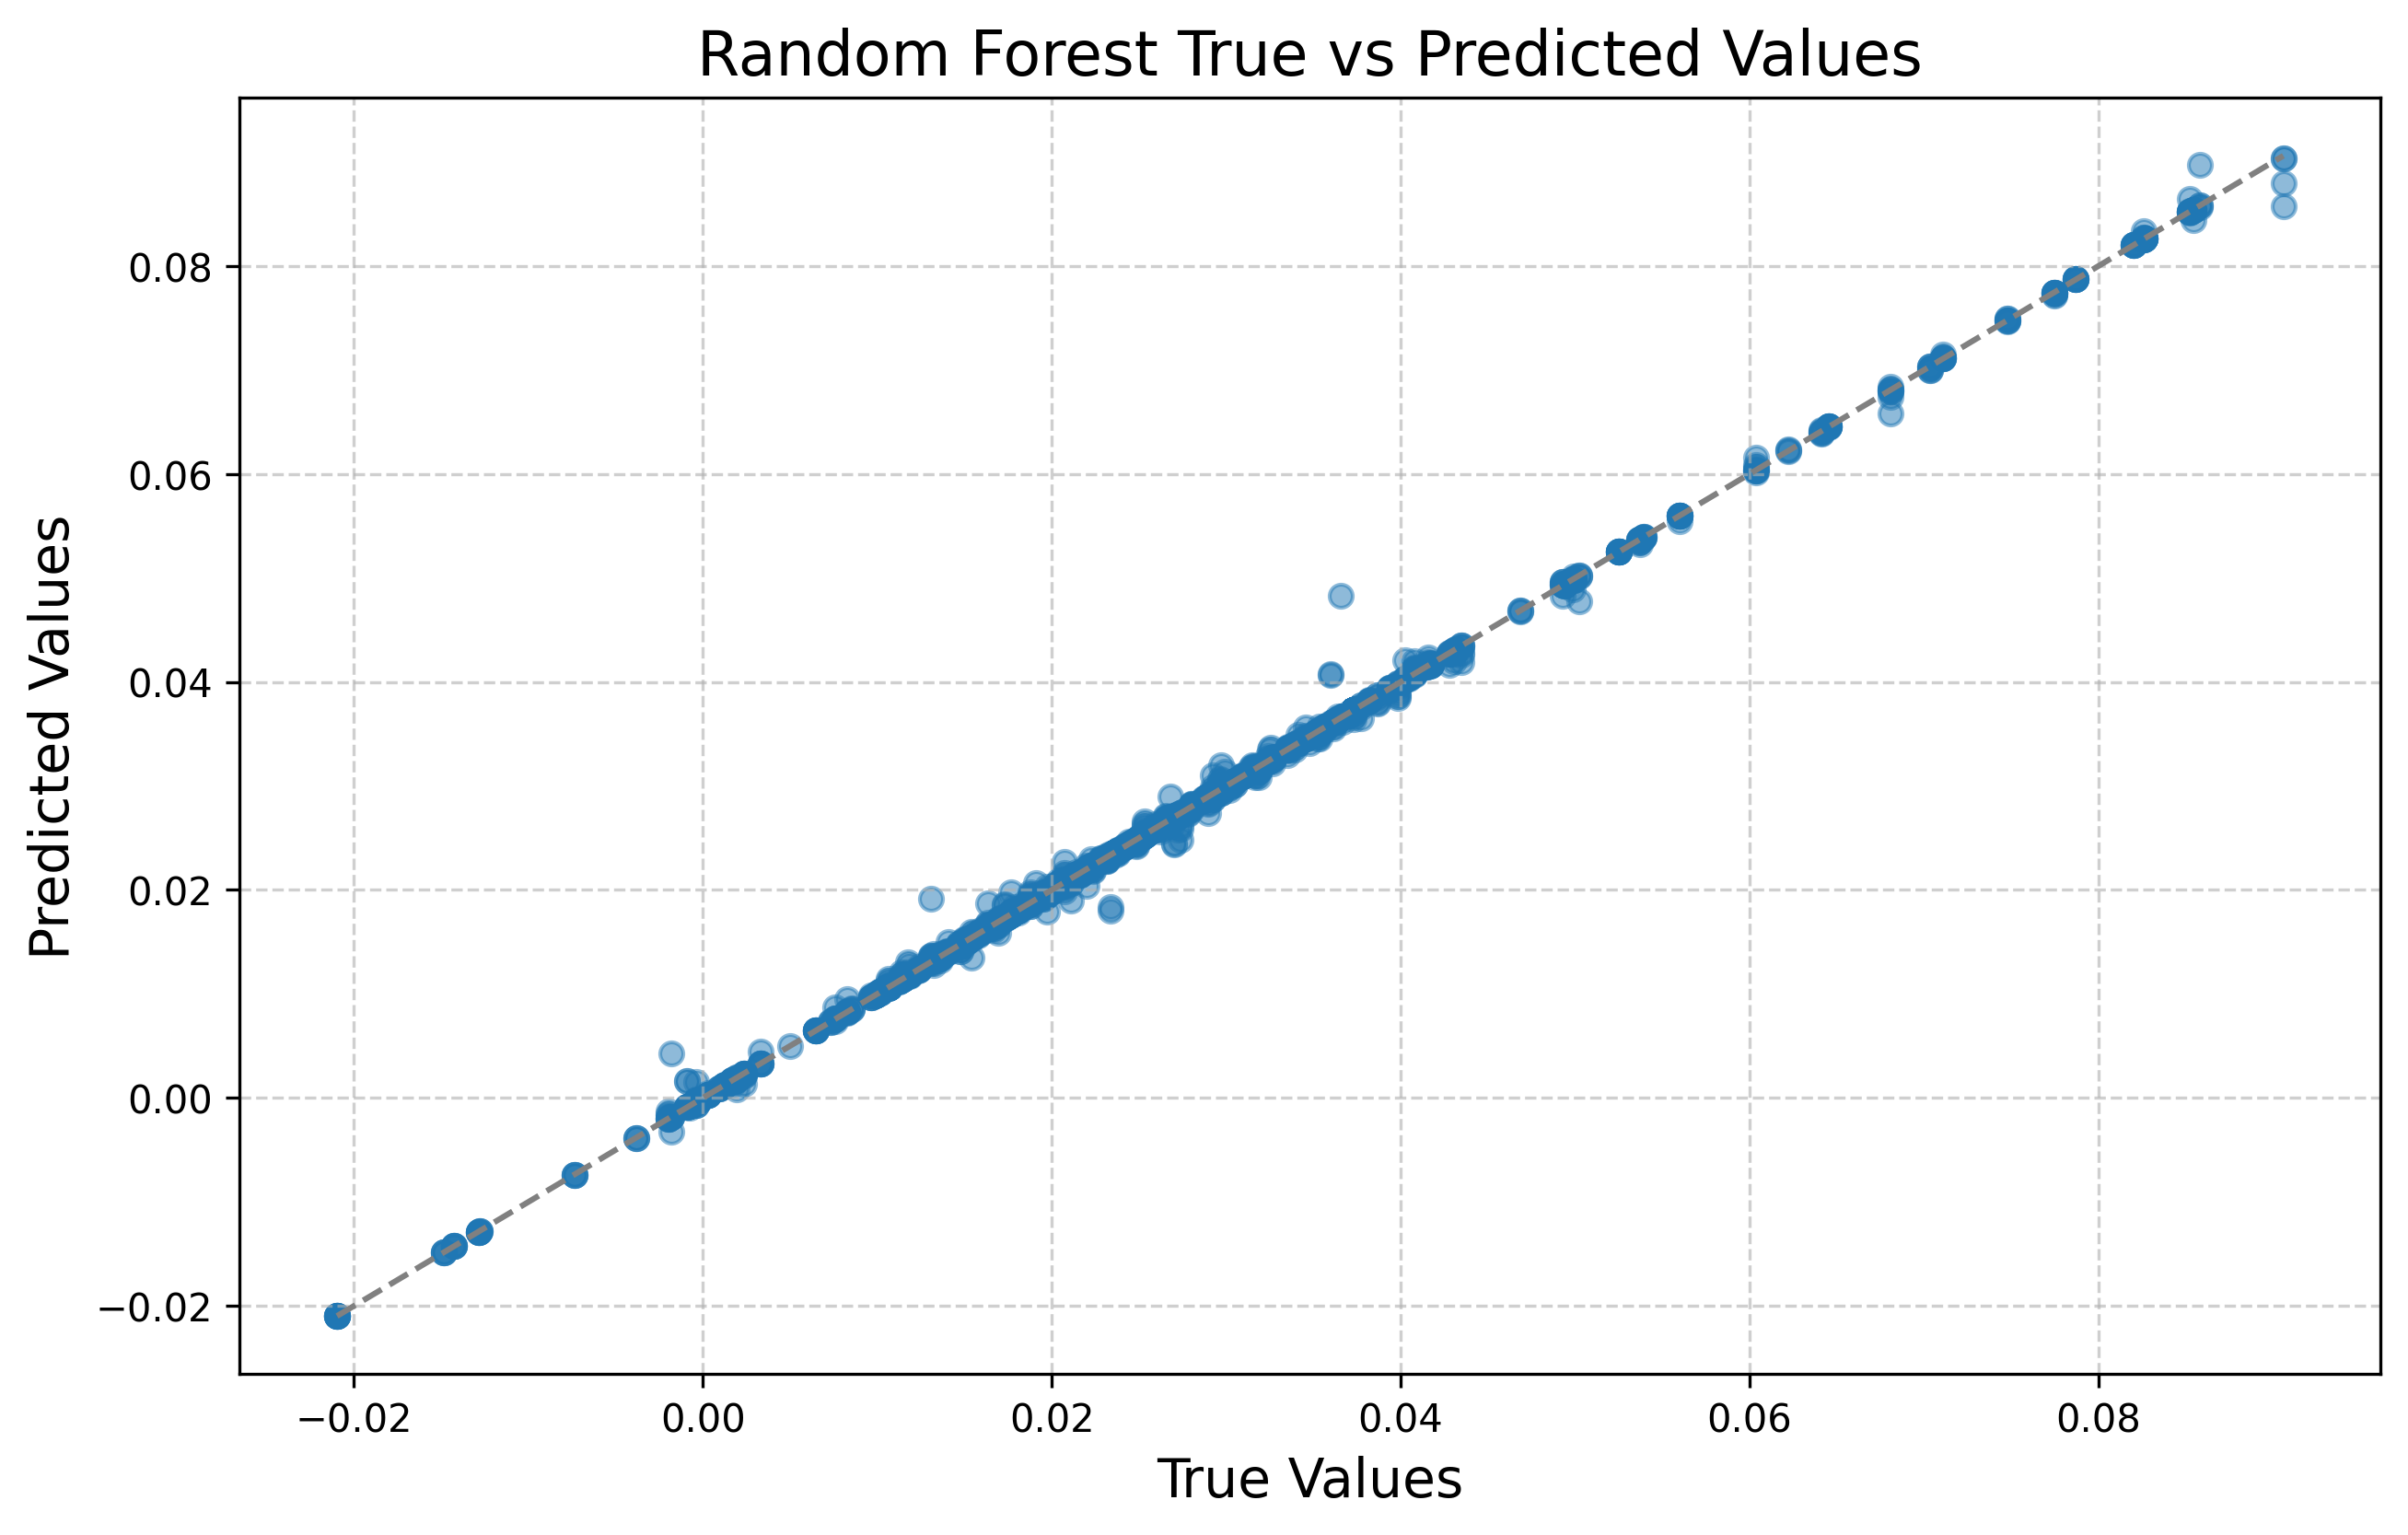 Random Forest True vs Predicted Values
Predicted Values
0.08
0.06
0.04
0.02
0.00
−0.02
−0.02 0.00 0.02 0.04 0.06 0.08
True Values